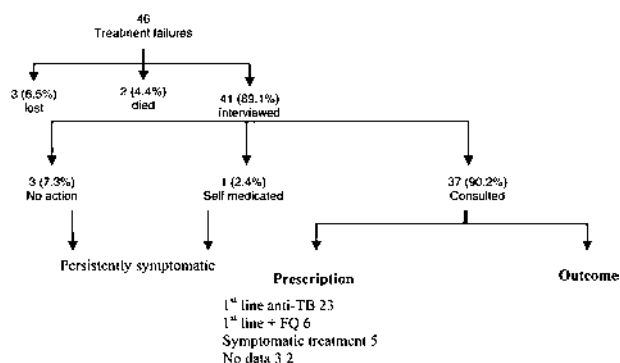 46
Treatment failures
3 (6.5%)
lost
2 (4.4%)
died
41 (89.1%)
interviewed
3 (7.3%)
No action
1 (2.4%)
Self medicated
37 (90.2%)
Consulted
Persistently symptomatic
Prescription
Outcome
1st line anti-TB 23
1st line + FQ 6
Symptomatic treatment 5
No data 3 2